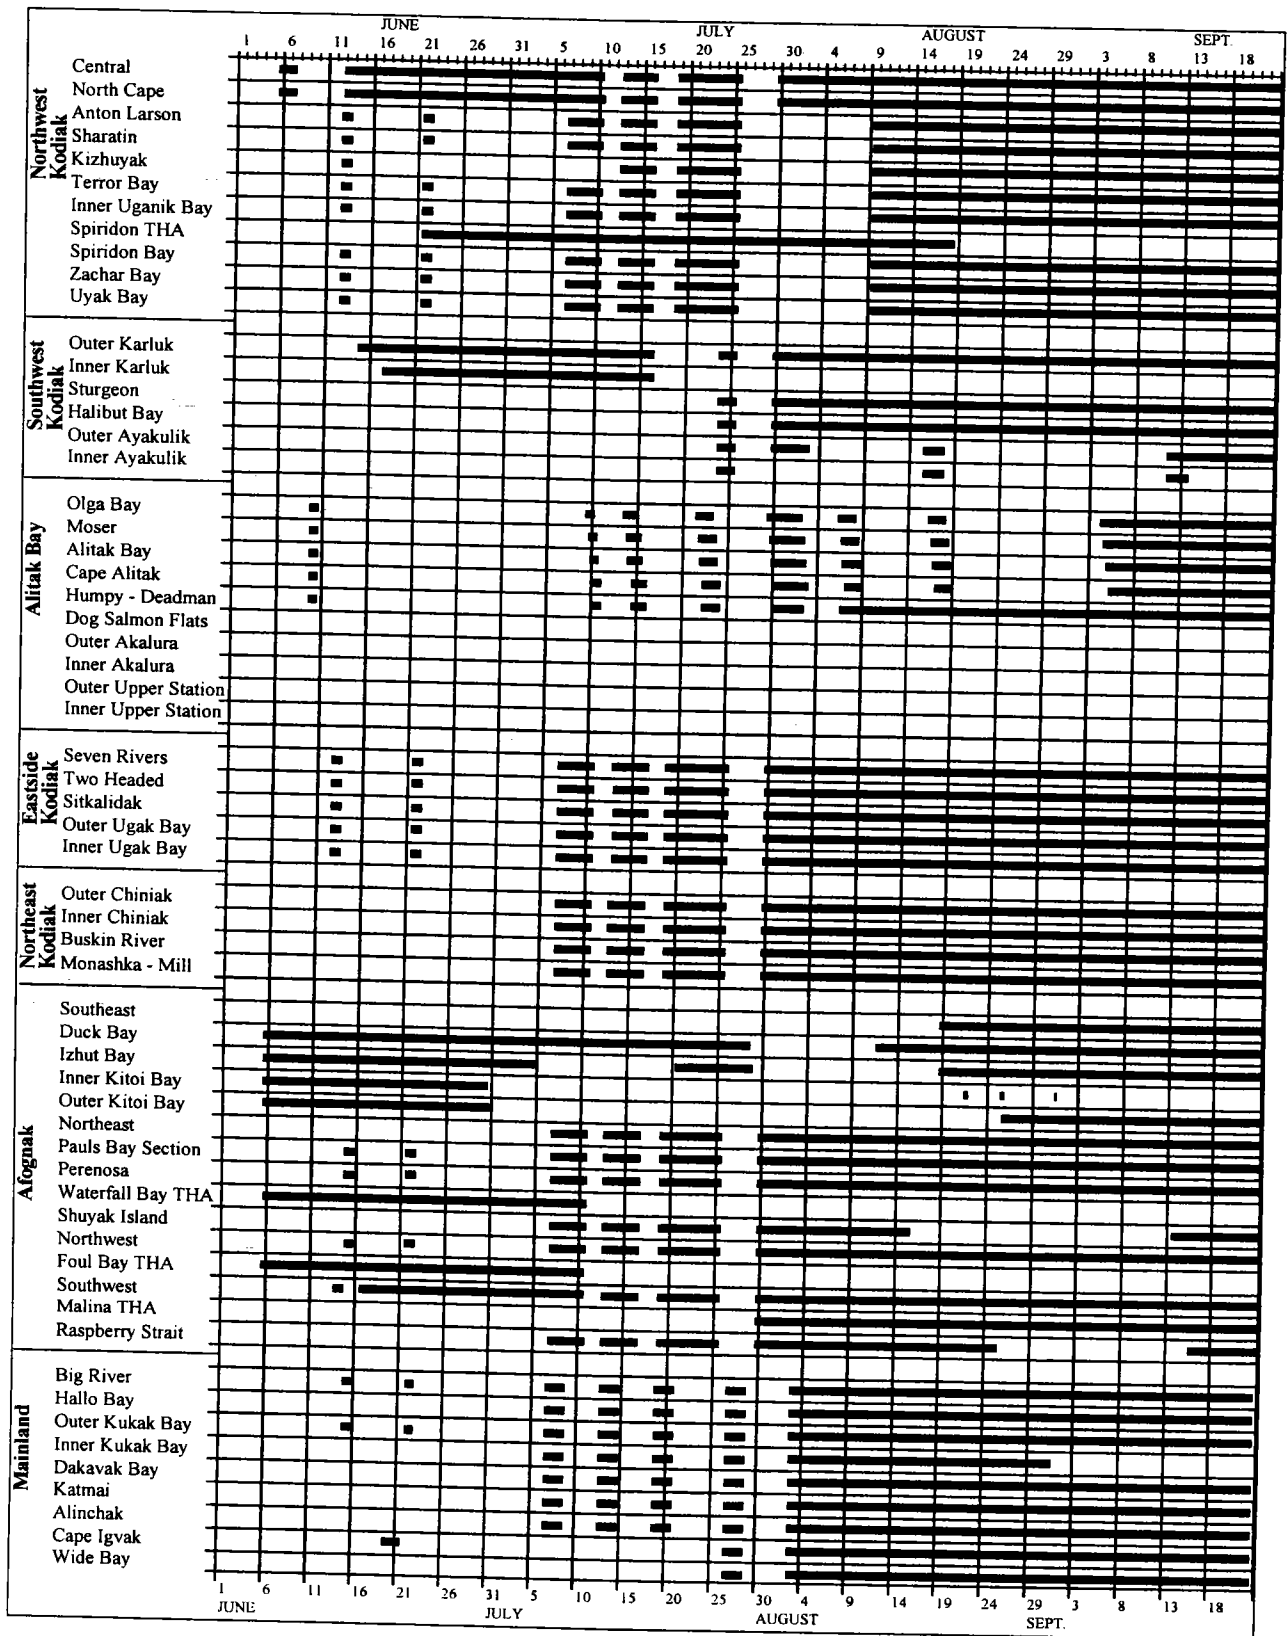 JUNE JULY AUGUST SEPT.
1 6 11 16 21 26 31 5 10 15 20 25 30 4 9 14 19 24 29 3 8 13 18
Northwest Kodiak
Central
North Cape
Anton Larson
Sharatin
Kizhuyak
Terror Bay
Inner Uganik Bay
Spiridon THA
Spiridon Bay
Zachar Bay
Uyak Bay
Southwest Kodiak
Outer Karluk
Inner Karluk
Sturgeon
Halibut Bay
Outer Ayakulik
Inner Ayakulik
Alitak Bay
Olga Bay
Moser
Alitak Bay
Cape Alitak
Humpy - Deadman
Dog Salmon Flats
Outer Akalura
Inner Akalura
Outer Upper Station
Inner Upper Station
Eastside Kodiak
Seven Rivers
Two Headed
Sitkalidak
Outer Ugak Bay
Inner Ugak Bay
Northeast Kodiak
Outer Chiniak
Inner Chiniak
Buskin River
Monashka - Mill
Afognak
Southeast
Duck Bay
Izhut Bay
Inner Kitoi Bay
Outer Kitoi Bay
Northeast
Pauls Bay Section
Perenosa
Waterfall Bay THA
Shuyak Island
Northwest
Foul Bay THA
Southwest
Malina THA
Raspberry Strait
Mainland
Big River
Hallo Bay
Outer Kukak Bay
Inner Kukak Bay
Dakavak Bay
Katmai
Alinchak
Cape Igvak
Wide Bay
1 6 11 16 21 26 31 5 10 15 20 25 30 4 9 14 19 24 29 3 8 13 18
JUNE JULY AUGUST SEPT.